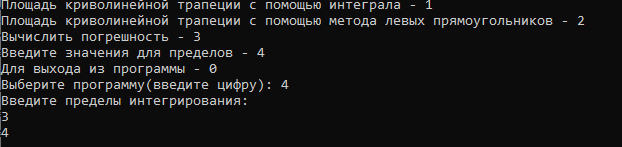 Площадь криволинейной трапеции с помощью интеграла - 1
Площадь криволинейной трапеции с помощью метода левых прямоугольников - 2
Вычислить погрешность - 3
Введите значения для пределов - 4
Для выхода из программы - 0
Выберите программу(введите цифру): 4
Введите пределы интегрирования:
3
4